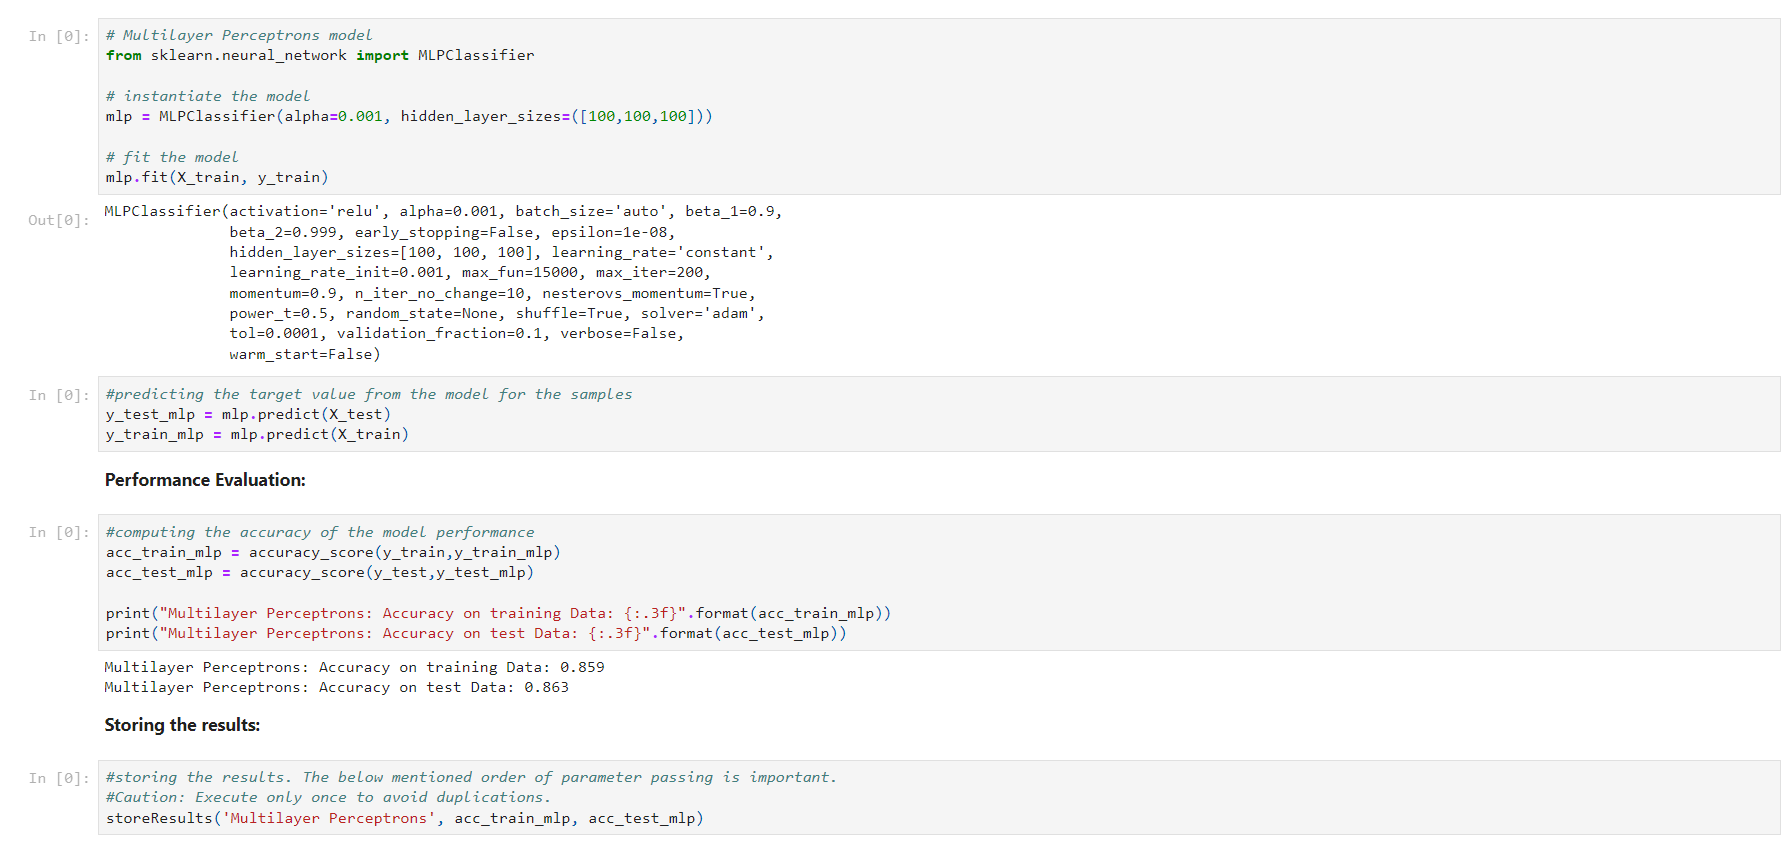 In [0]:
# Multilayer Perceptrons model
from sklearn.neural_network import MLPClassifier
# instantiate the model
mlp = MLPClassifier(alpha=0.001, hidden_layer_sizes=([100,100,100]))
# fit the model
mlp.fit(X_train, y_train)
Out[0]:
MLPClassifier(activation='relu', alpha=0.001, batch_size='auto', beta_1=0.9,
beta_2=0.999, early_stopping=False, epsilon=1e-08,
hidden_layer_sizes=[100, 100, 100], learning_rate='constant',
learning_rate_init=0.001, max_fun=15000, max_iter=200,
momentum=0.9, n_iter_no_change=10, nesterovs_momentum=True,
power_t=0.5, random_state=None, shuffle=True, solver='adam',
tol=0.0001, validation_fraction=0.1, verbose=False,
warm_start=False)
In [0]:
#predicting the target value from the model for the samples
y_test_mlp = mlp.predict(X_test)
y_train_mlp = mlp.predict(X_train)
Performance Evaluation:
In [0]:
#computing the accuracy of the model performance
acc_train_mlp = accuracy_score(y_train,y_train_mlp)
acc_test_mlp = accuracy_score(y_test,y_test_mlp)
print("Multilayer Perceptrons: Accuracy on training Data: {:.3f}".format(acc_train_mlp))
print("Multilayer Perceptrons: Accuracy on test Data: {:.3f}".format(acc_test_mlp))
Multilayer Perceptrons: Accuracy on training Data: 0.859
Multilayer Perceptrons: Accuracy on test Data: 0.863
Storing the results:
In [0]:
#storing the results. The below mentioned order of parameter passing is important.
#Caution: Execute only once to avoid duplications.
storeResults('Multilayer Perceptrons', acc_train_mlp, acc_test_mlp)